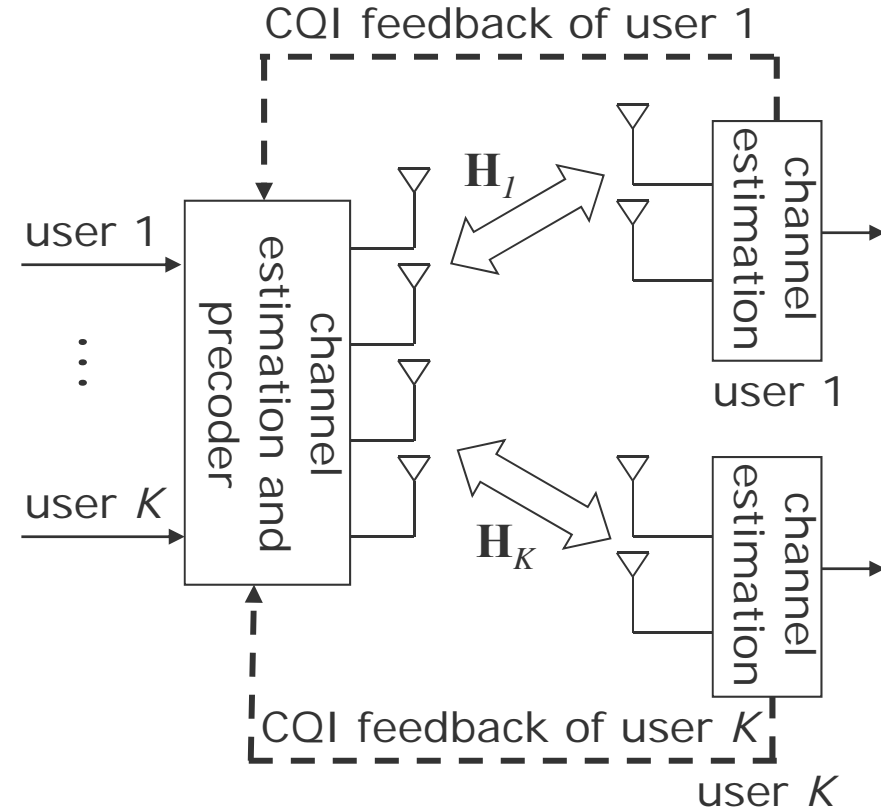 CQI feedback of user 1
user 1
...
user K
channel
estimation and
precoder
H1
HK
channel
estimation
user 1
channel
estimation
CQI feedback of user K
user K